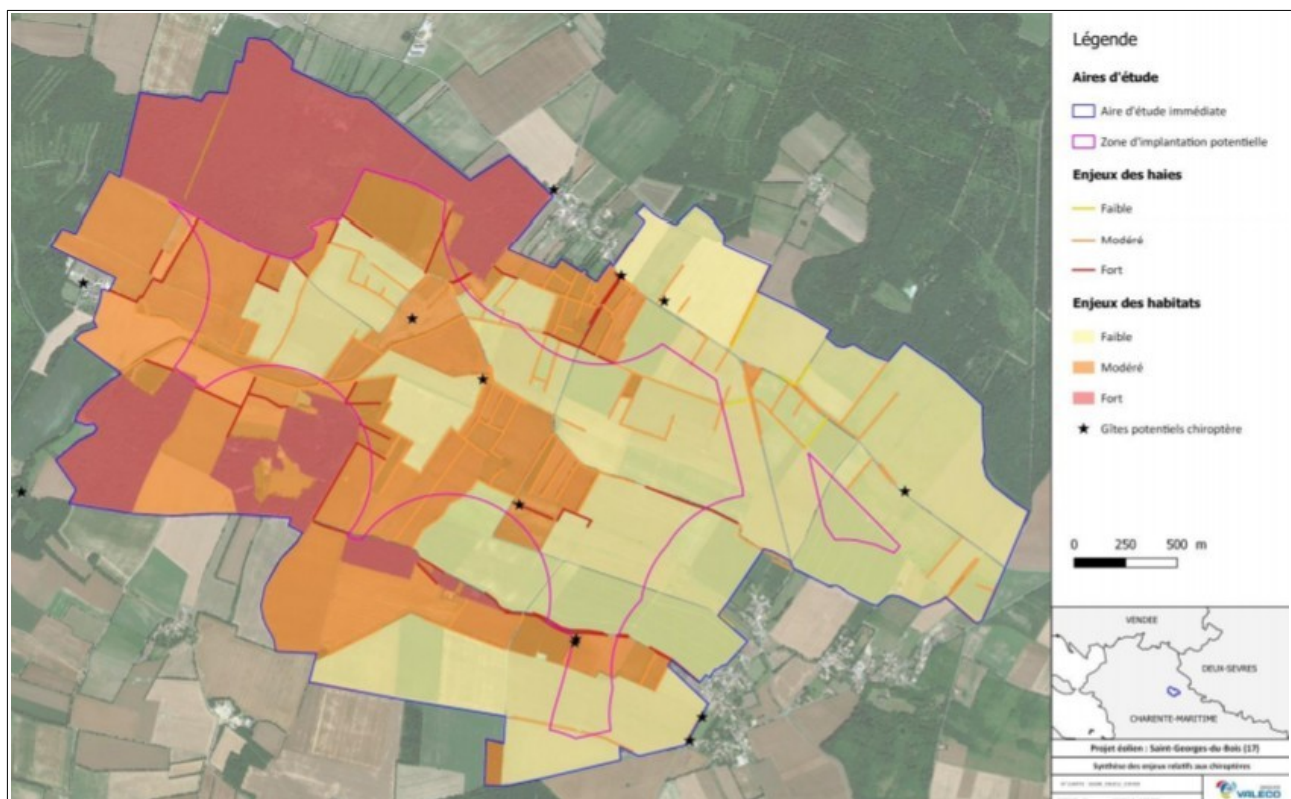 Légende
Aires d'étude
Aire d'étude immédiate
Zone d'implantation potentielle
Enjeux des haies
Faible
Modéré
Fort
Enjeux des habitats
Faible
Modéré
Fort
Gîtes potentiels chiroptère
0 250 500 m
VENDEE
DEUX-SEVRES
CHARENTE-MARITIME
Projet éolien : Saint-Georges-du-Bois (17)
Synthèse des enjeux relatifs aux chiroptères
VALECO